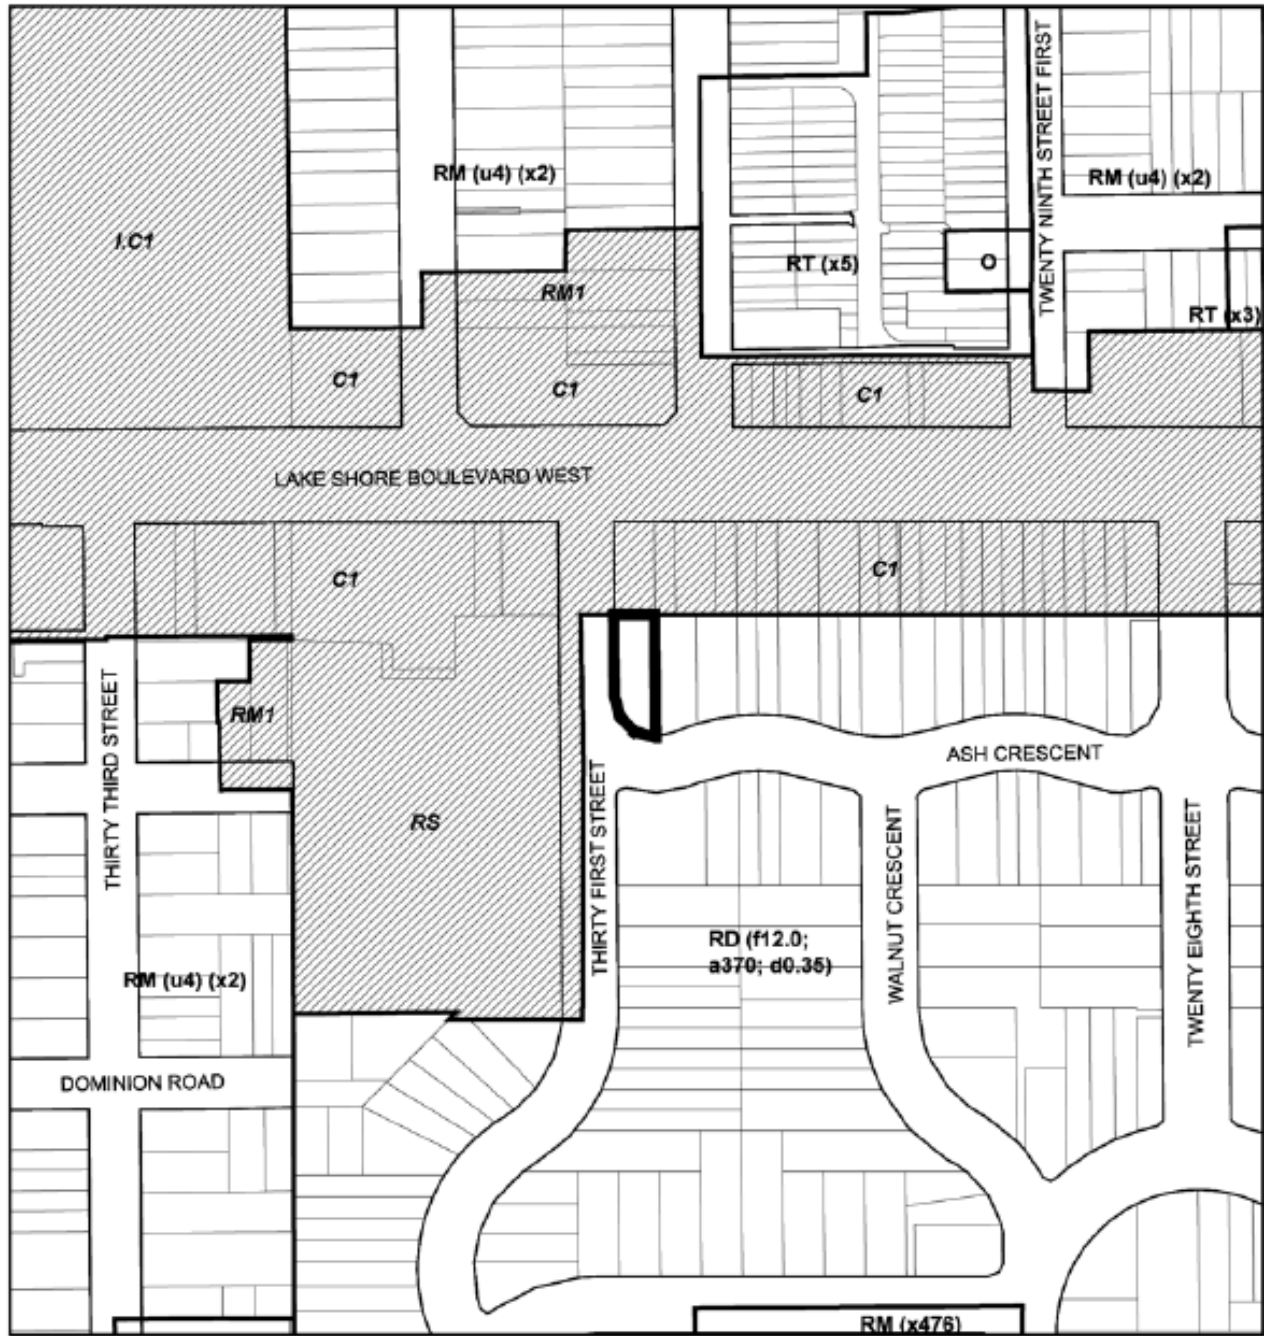 TWENTY NINTH STREET FIRST
RM (u4) (x2)
RM (u4) (x2)
I.C1
RT (x5)
O
RM1
RT (x3)
C1
C1
C1
LAKE SHORE BOULEVARD WEST
C1
C1
THIRTY THIRD STREET
RM1
ASH CRESCENT
RS
THIRTY FIRST STREET
WALNUT CRESCENT
TWENTY EIGHTH STREET
RD (f12.0;
a370; d0.35)
RM (u4) (x2)
DOMINION ROAD
RM (x476)